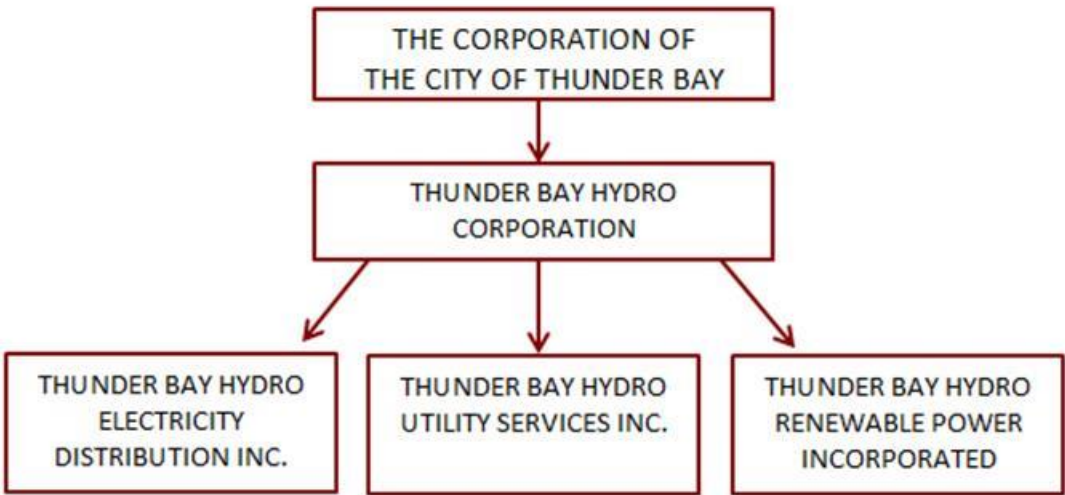 THE CORPORATION OF
THE CITY OF THUNDER BAY
THUNDER BAY HYDRO
CORPORATION
THUNDER BAY HYDRO
ELECTRICITY
DISTRIBUTION INC.
THUNDER BAY HYDRO
UTILITY SERVICES INC.
THUNDER BAY HYDRO
RENEWABLE POWER
INCORPORATED